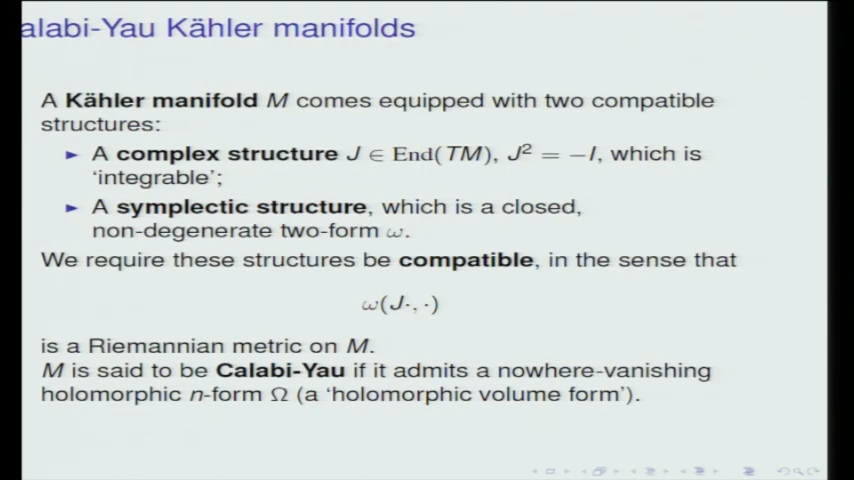 alabi-Yau Kähler manifolds
A Kähler manifold M comes equipped with two compatible
structures:
► A complex structure J ∈ End(TM), J² = −I, which is
‘integrable’;
► A symplectic structure, which is a closed,
non-degenerate two-form ω.
We require these structures be compatible, in the sense that
ω(J·, ·)
is a Riemannian metric on M.
M is said to be Calabi-Yau if it admits a nowhere-vanishing
holomorphic n-form Ω (a ‘holomorphic volume form’).